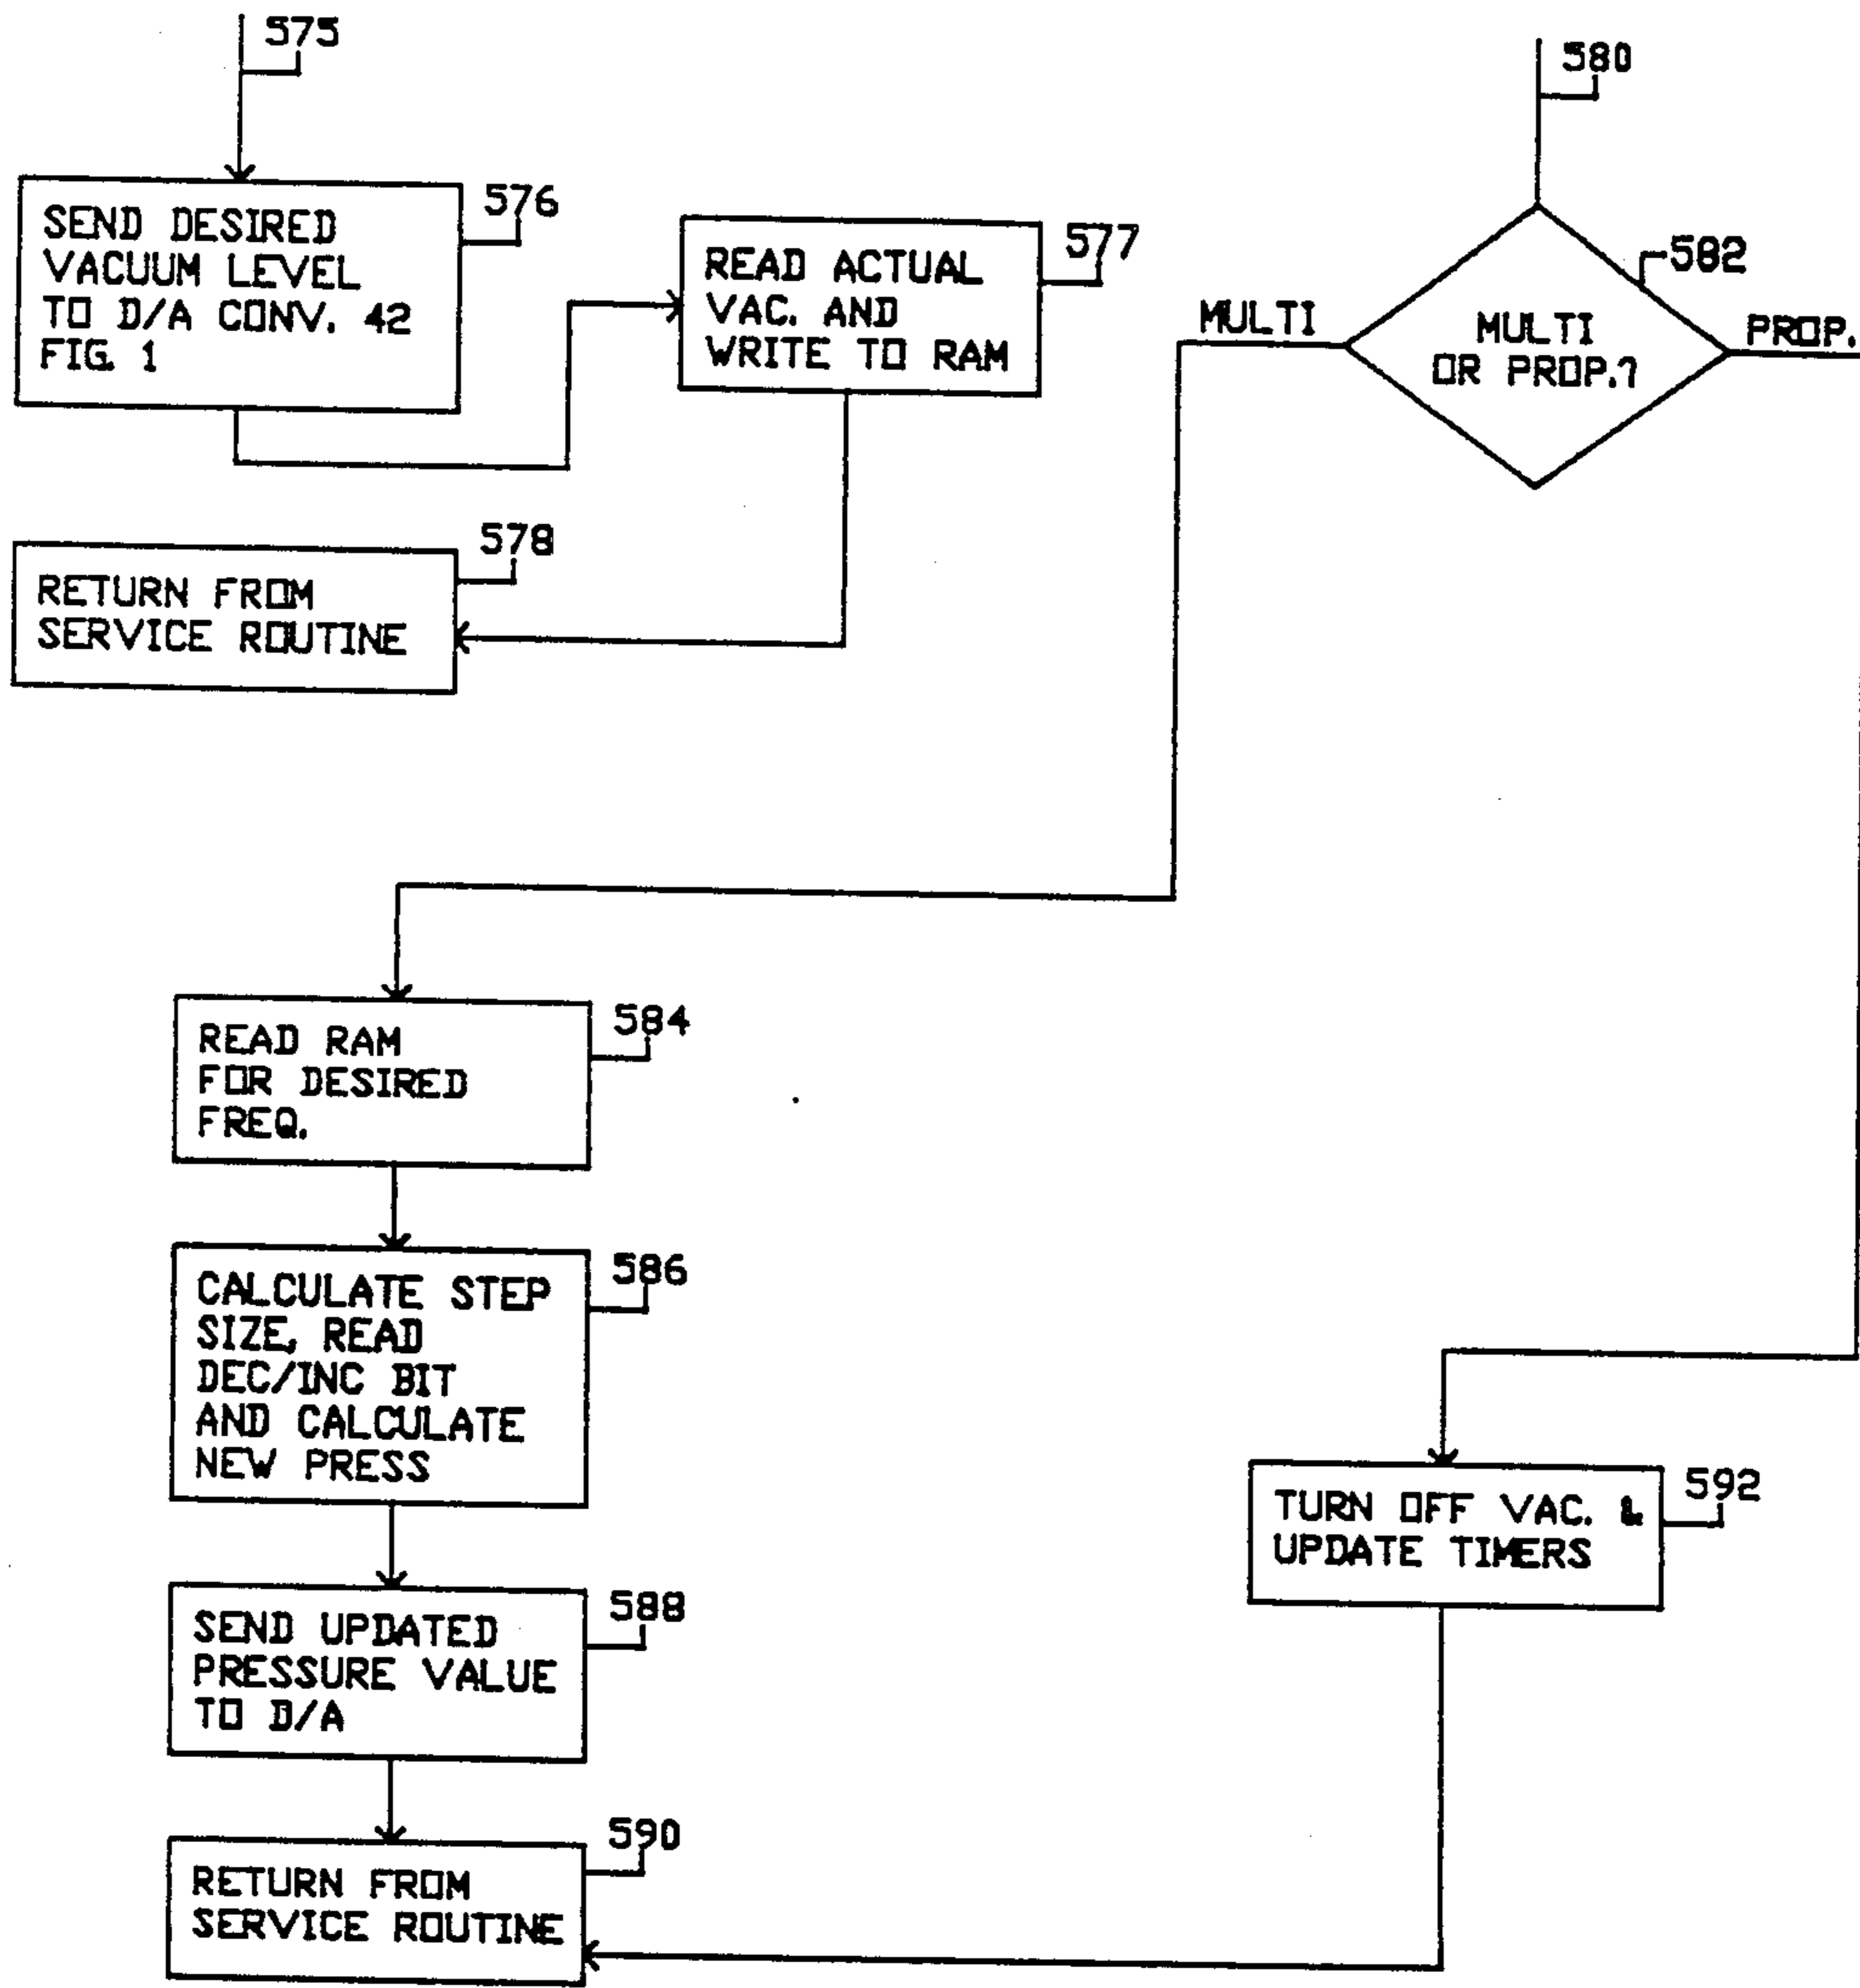 575
576
SEND DESIRED
VACUUM LEVEL
TO D/A CONV. 42
FIG. 1
577
READ ACTUAL
VAC. AND
WRITE TO RAM
578
RETURN FROM
SERVICE ROUTINE
580
582
MULTI
MULTI
OR PROP.?
PROP.
584
READ RAM
FOR DESIRED
FREQ.
586
CALCULATE STEP
SIZE, READ
DEC/INC BIT
AND CALCULATE
NEW PRESS
588
SEND UPDATED
PRESSURE VALUE
TO D/A
590
RETURN FROM
SERVICE ROUTINE
592
TURN OFF VAC. &
UPDATE TIMERS